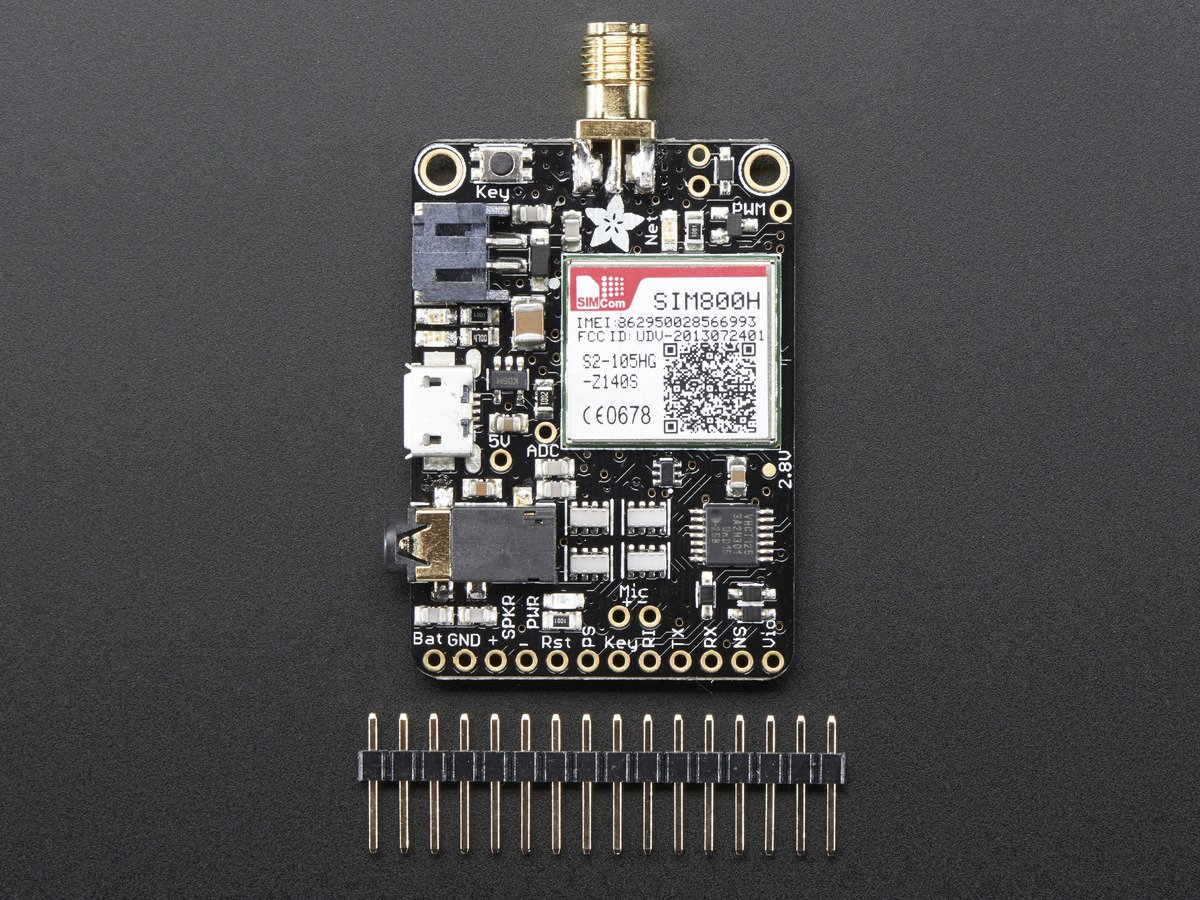 Key
PWM
Net
SIMCom
SIM800H
IMEI:862950028566993
FCC ID: UDV-2013072401
S2-105HG
-Z140S
CE0678
5V
ADC
2.8V
VHCT125
Mic
+ -
SPKR
PWR
Bat GND + - Rst PS Key RI TX RX NS Vio